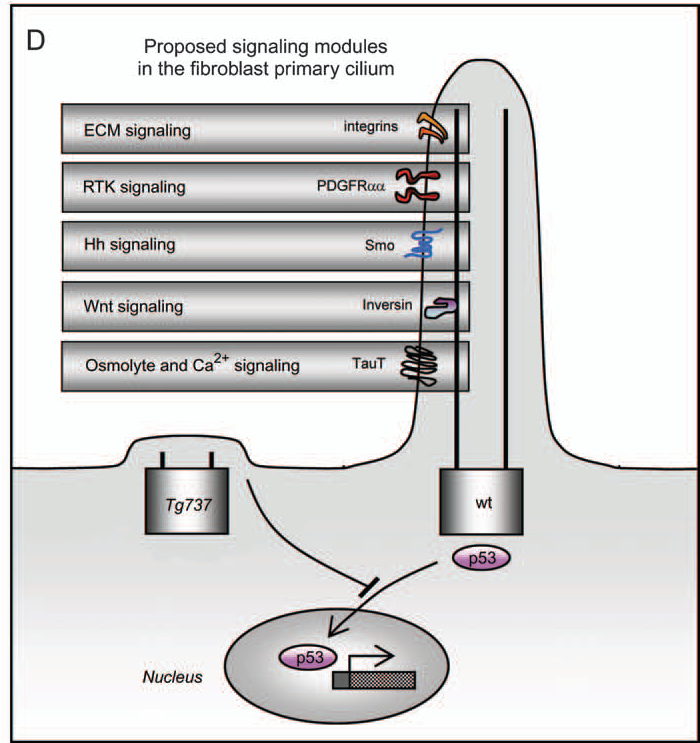 D
Proposed signaling modules
in the fibroblast primary cilium
ECM signaling integrins
RTK signaling PDGFRαα
Hh signaling Smo
Wnt signaling Inversin
Osmolyte and Ca²⁺ signaling TauT
Tg737 wt
p53
p53
Nucleus